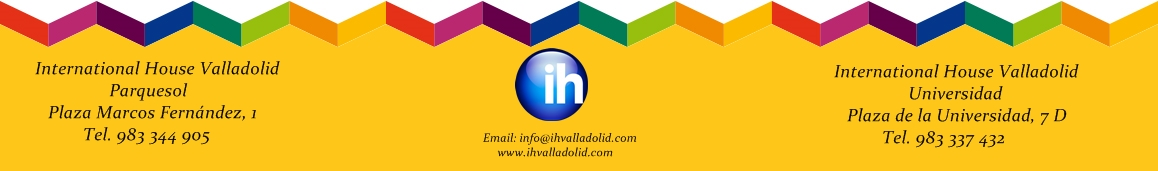 International House Valladolid
Parquesol
Plaza Marcos Fernández, 1
Tel. 983 344 905
ih
Email: info@ihvalladolid.com
www.ihvalladolid.com
International House Valladolid
Universidad
Plaza de la Universidad, 7 D
Tel. 983 337 432